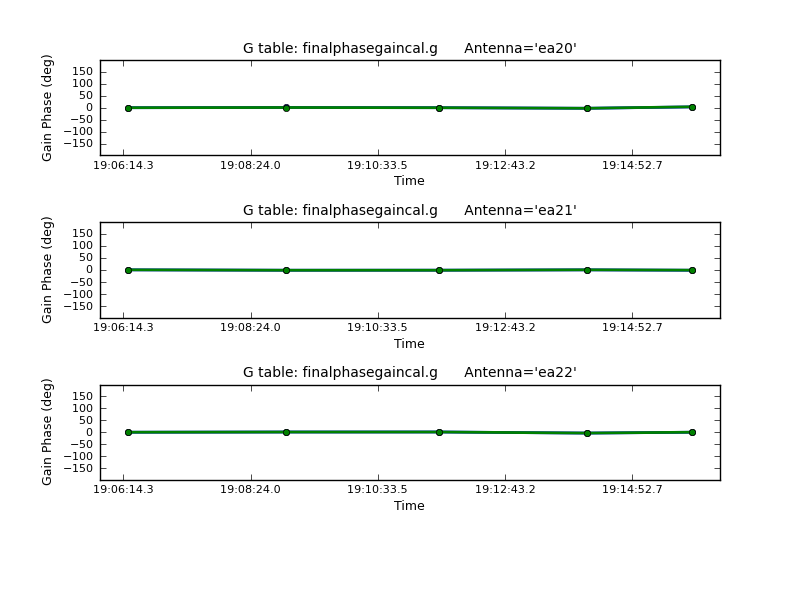 G table: finalphasegaincal.g      Antenna='ea20'
Gain Phase (deg)
150
100
50
0
−50
−100
−150
19:06:14.3 19:08:24.0 19:10:33.5 19:12:43.2 19:14:52.7
Time
G table: finalphasegaincal.g      Antenna='ea21'
Gain Phase (deg)
150
100
50
0
−50
−100
−150
19:06:14.3 19:08:24.0 19:10:33.5 19:12:43.2 19:14:52.7
Time
G table: finalphasegaincal.g      Antenna='ea22'
Gain Phase (deg)
150
100
50
0
−50
−100
−150
19:06:14.3 19:08:24.0 19:10:33.5 19:12:43.2 19:14:52.7
Time